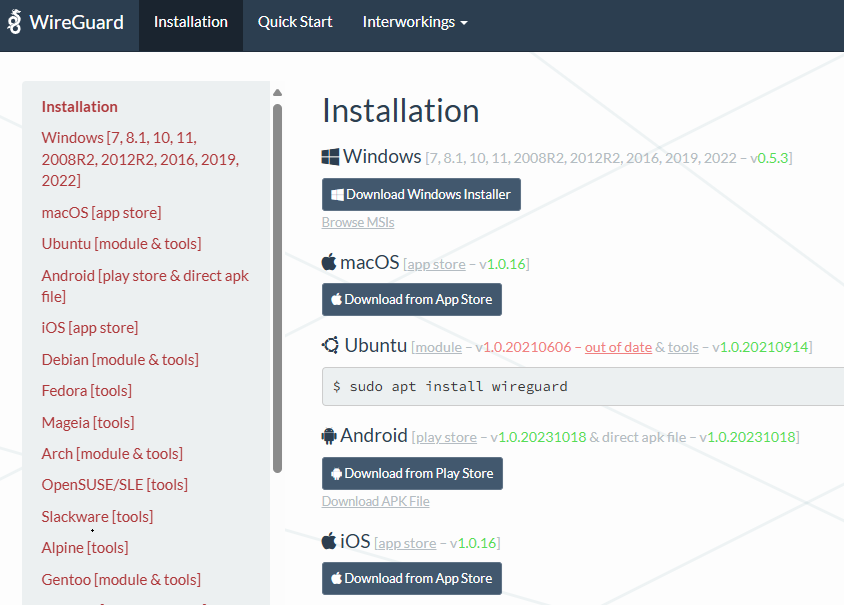 WireGuard Installation Quick Start Interworkings
Installation
Windows [7, 8.1, 10, 11,
2008R2, 2012R2, 2016, 2019,
2022]
macOS [app store]
Ubuntu [module & tools]
Android [play store & direct apk
file]
iOS [app store]
Debian [module & tools]
Fedora [tools]
Mageia [tools]
Arch [module & tools]
OpenSUSE/SLE [tools]
Slackware [tools]
Alpine [tools]
Gentoo [module & tools]
Installation
Windows [7, 8.1, 10, 11, 2008R2, 2012R2, 2016, 2019, 2022 – v0.5.3]
Download Windows Installer
Browse MSIs
macOS [app store – v1.0.16]
Download from App Store
Ubuntu [module – v1.0.20210606 – out of date & tools – v1.0.20210914]
$ sudo apt install wireguard
Android [play store – v1.0.20231018 & direct apk file – v1.0.20231018]
Download from Play Store
Download APK File
iOS [app store – v1.0.16]
Download from App Store